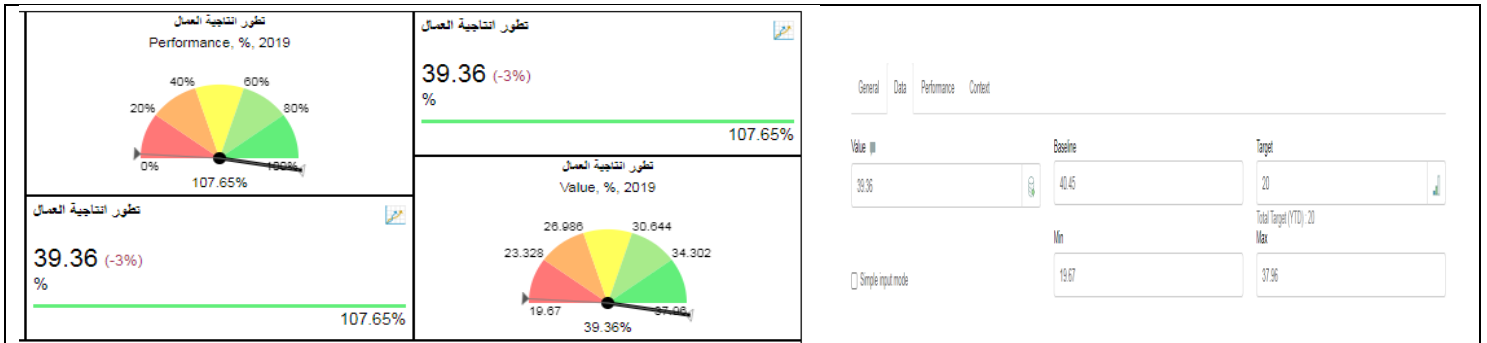 تطور انتاجية العمال
Performance, %, 2019
40%
60%
20%
80%
0%
100%
107.65%
تطور انتاجية العمال
39.36 (-3%)
%
107.65%
تطور انتاجية العمال
39.36 (-3%)
%
107.65%
تطور انتاجية العمال
Value, %, 2019
26.986
30.644
23.328
34.302
19.67
37.96
39.36%
General Data Performance Context
Value Baseline Target
39.36 40.45 20
Total Target (YTD) : 20
Min Max
Simple input mode 19.67 37.96